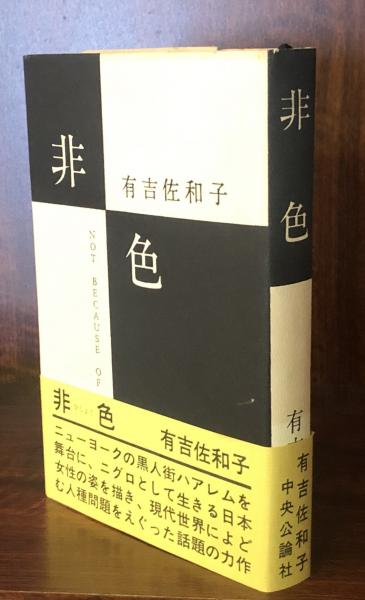 非
色
有吉佐和子
NOT BECAUSE OF
非色
有吉佐和子
ニューヨークの黒人街ハアレムを
舞台に、ニグロとして生きる日本
女性の姿を描き、現代世界によど
む人種問題をえぐった話題の力作
非色
有吉佐和子
中央公論社